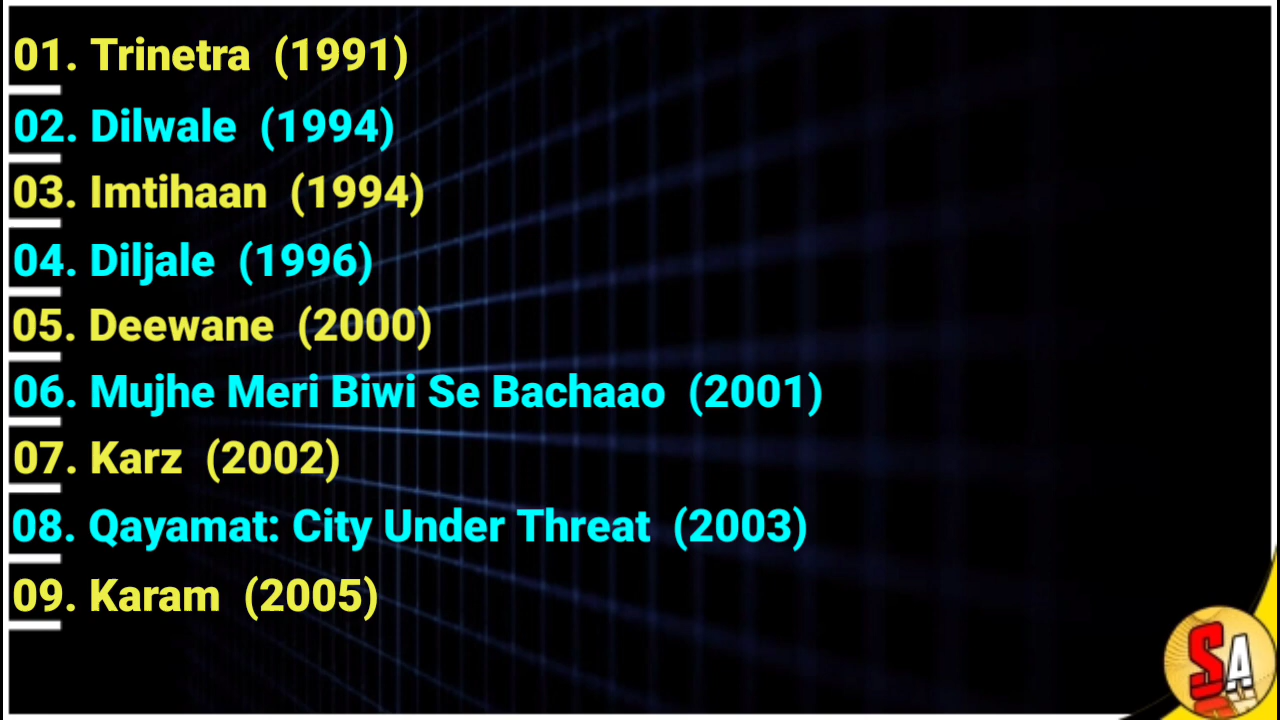 01. Trinetra (1991)
02. Dilwale (1994)
03. Imtihaan (1994)
04. Diljale (1996)
05. Deewane (2000)
06. Mujhe Meri Biwi Se Bachaao (2001)
07. Karz (2002)
08. Qayamat: City Under Threat (2003)
09. Karam (2005)
SA